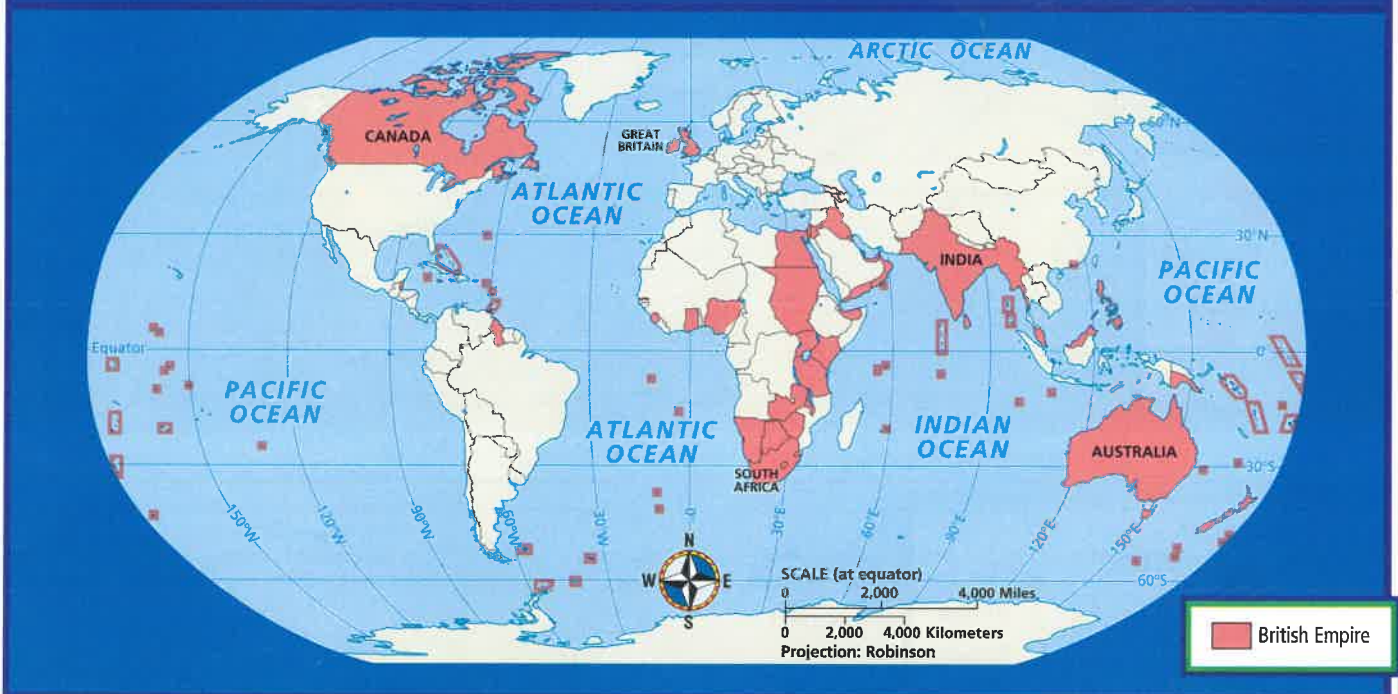 ARCTIC OCEAN
CANADA
GREAT
BRITAIN
ATLANTIC
OCEAN
30°N
INDIA
PACIFIC
OCEAN
Equator
0°
PACIFIC
OCEAN
ATLANTIC
OCEAN
INDIAN
OCEAN
AUSTRALIA
SOUTH
AFRICA
30°S
150°W
120°W
90°W
60°W
30°W
0
30°E
60°E
90°E
120°E
150°E
N
W
E
S
60°S
SCALE (at equator)
0 2,000 4,000 Miles
0 2,000 4,000 Kilometers
Projection: Robinson
British Empire